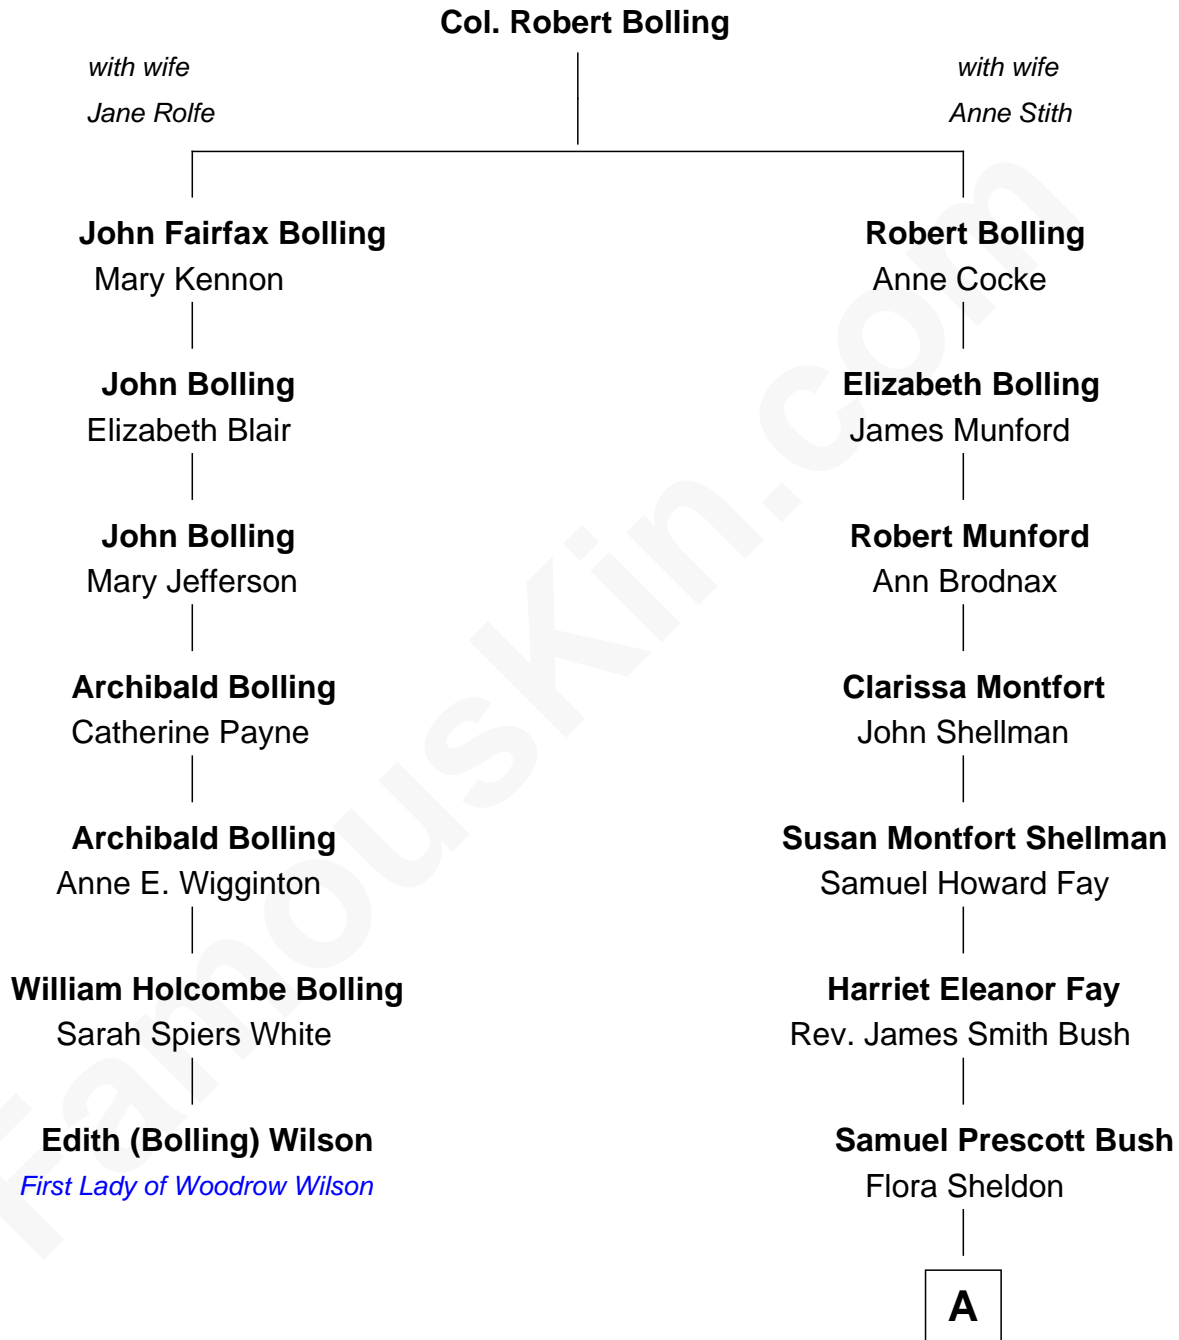 Col. Robert Bolling
with wife
Jane Rolfe
with wife
Anne Stith
John Fairfax Bolling
Mary Kennon
Robert Bolling
Anne Cocke
John Bolling
Elizabeth Blair
Elizabeth Bolling
James Munford
John Bolling
Mary Jefferson
Robert Munford
Ann Brodnax
Archibald Bolling
Catherine Payne
Clarissa Montfort
John Shellman
Archibald Bolling
Anne E. Wigginton
Susan Montfort Shellman
Samuel Howard Fay
William Holcombe Bolling
Sarah Spiers White
Harriet Eleanor Fay
Rev. James Smith Bush
Edith (Bolling) Wilson
First Lady of Woodrow Wilson
Samuel Prescott Bush
Flora Sheldon
A
FamousKin.com